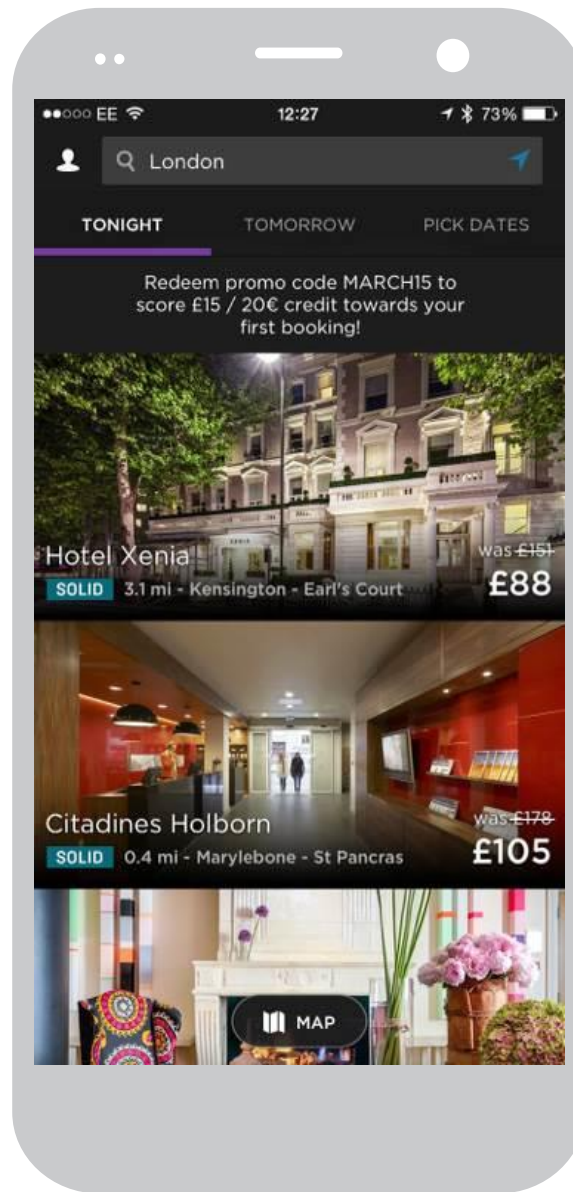 EE 12:27 73%
London
TONIGHT TOMORROW PICK DATES
Redeem promo code MARCH15 to
score £15 / 20€ credit towards your
first booking!
Hotel Xenia was £151
SOLID 3.1 mi - Kensington - Earl's Court £88
Citadines Holborn was £178
SOLID 0.4 mi - Marylebone - St Pancras £105
MAP